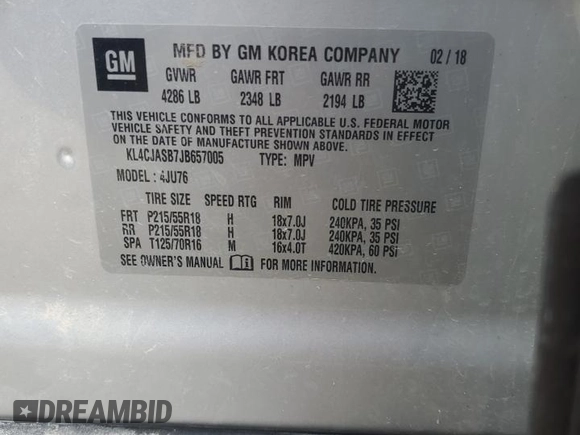 GM
MFD BY GM KOREA COMPANY 02 / 18
GVWR GAWR FRT GAWR RR
4286 LB 2348 LB 2194 LB
THIS VEHICLE CONFORMS TO ALL APPLICABLE U.S. FEDERAL MOTOR
VEHICLE SAFETY AND THEFT PREVENTION STANDARDS IN EFFECT
ON THE DATE OF MANUFACTURE SHOWN ABOVE.
KL4CJASB7JB657005 TYPE: MPV
MODEL : 4JU76
TIRE SIZE SPEED RTG RIM COLD TIRE PRESSURE
FRT P215/55R18 H 18x7.0J 240KPA, 35 PSI
RR P215/55R18 H 18x7.0J 240KPA, 35 PSI
SPA T125/70R16 M 16x4.0T 420KPA, 60 PSI
SEE OWNER'S MANUAL FOR MORE INFORMATION.
DREAMBID